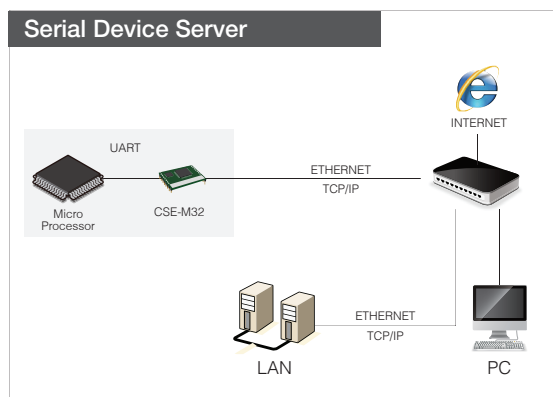 Serial Device Server
INTERNET
UART
ETHERNET
TCP/IP
Micro
Processor
CSE-M32
ETHERNET
TCP/IP
LAN
PC